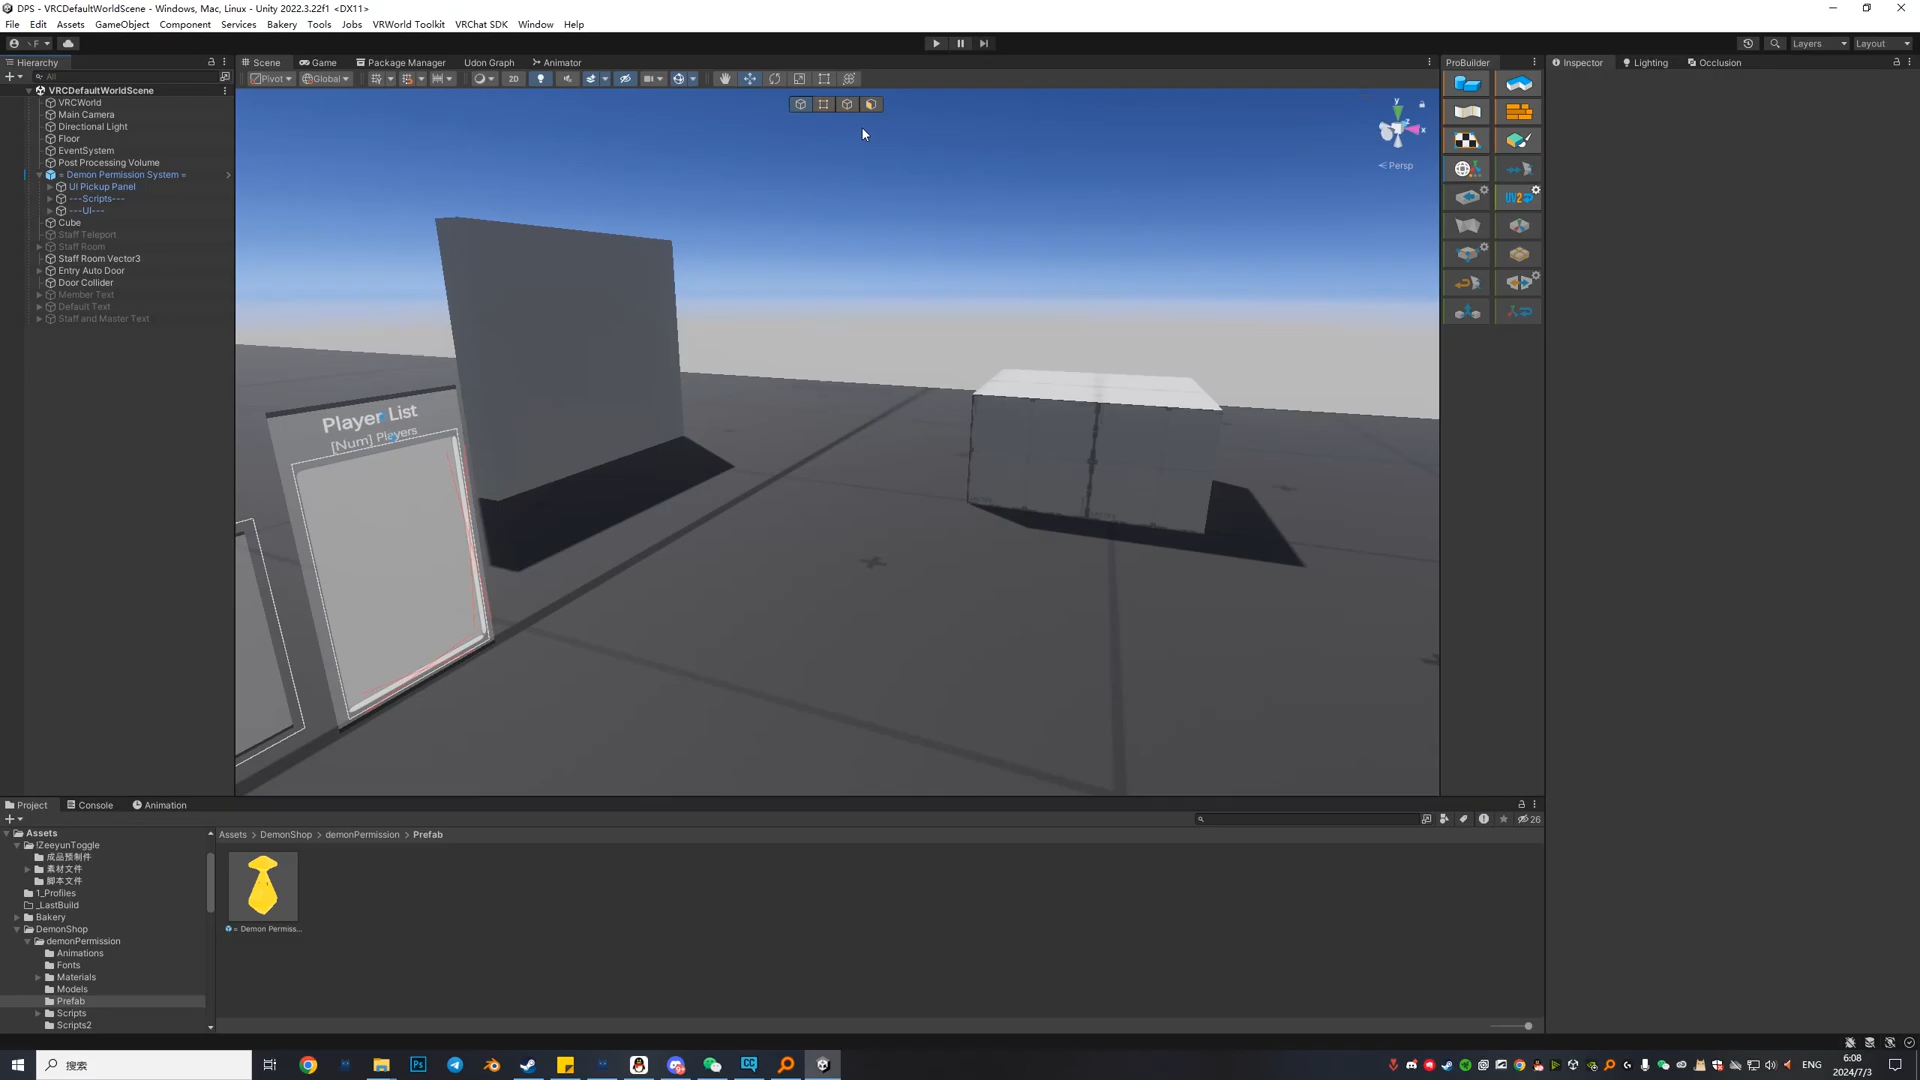 DPS - VRCDefaultWorldScene - Windows, Mac, Linux - Unity 2022.3.22f1 <DX11>
File Edit Assets GameObject Component Services Bakery Tools Jobs VRWorld Toolkit VRChat SDK Window Help
Layers Layout
Hierarchy
All
VRCDefaultWorldScene
VRCWorld
Main Camera
Directional Light
Floor
EventSystem
Post Processing Volume
= Demon Permission System =
UI Pickup Panel
---Scripts---
---UI---
Cube
Staff Teleport
Staff Room
Staff Room Vector3
Entry Auto Door
Door Collider
Member Text
Default Text
Staff and Master Text
Scene Game Package Manager Udon Graph Animator
Pivot Global 2D
y
x
Persp
Player List
[Num] Players
ProBuilder
UV2
Inspector Lighting Occlusion
Project Console Animation
26
Assets
!ZeeyunToggle
成品预制件
素材文件
脚本文件
1_Profiles
_LastBuild
Bakery
DemonShop
demonPermission
Animations
Fonts
Materials
Models
Prefab
Scripts
Scripts2
Assets > DemonShop > demonPermission > Prefab
= Demon Permiss...
搜索
ENG
6:08
2024/7/3